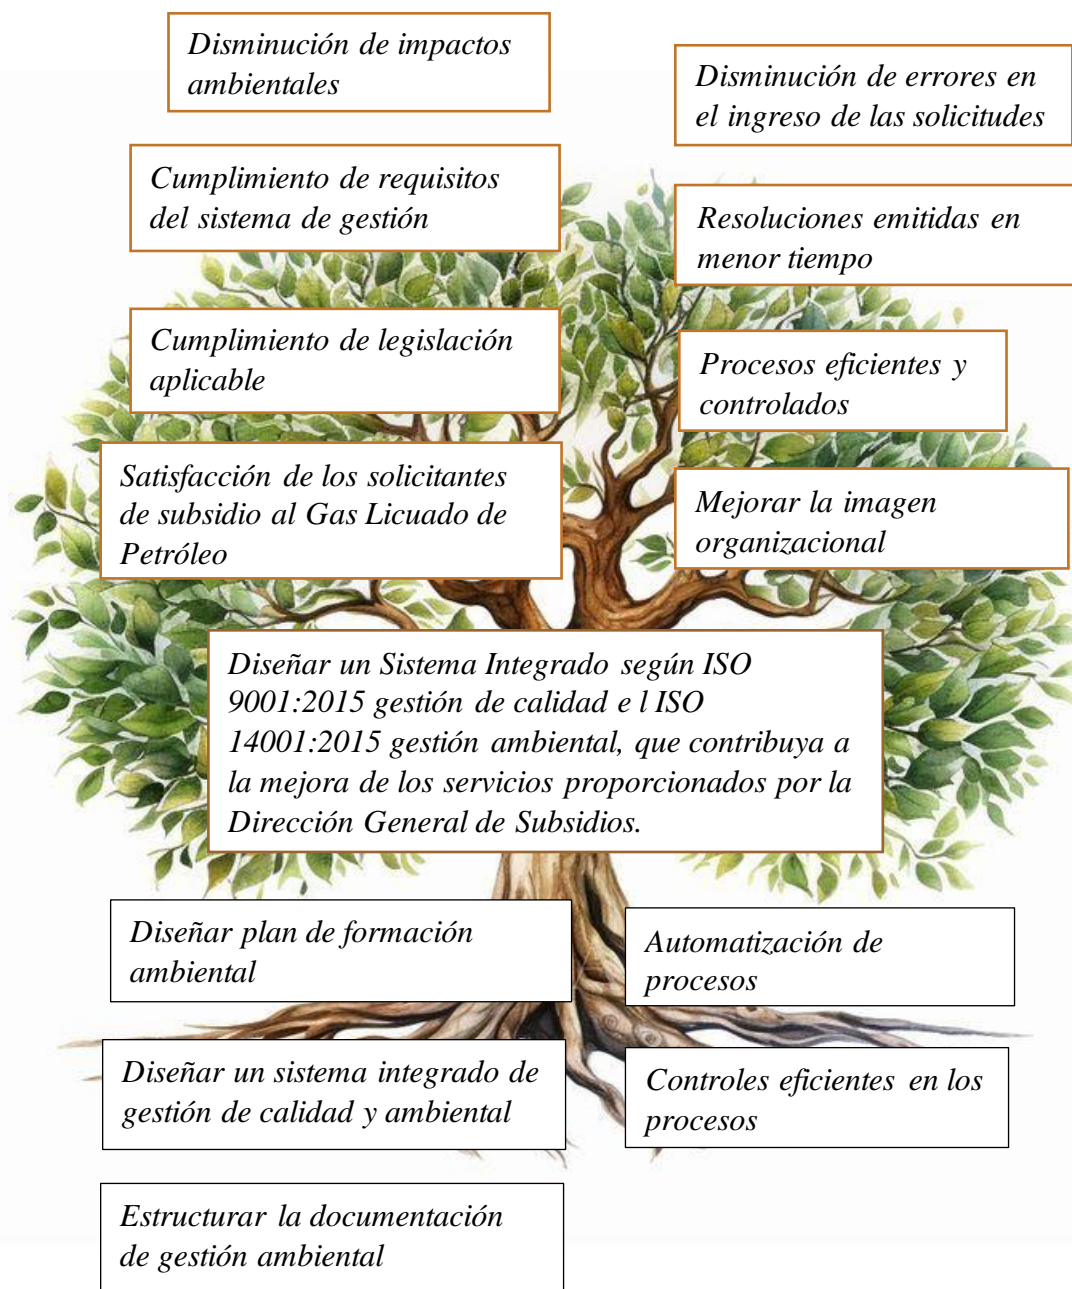 Disminución de impactos
ambientales
Disminución de errores en
el ingreso de las solicitudes
Cumplimiento de requisitos
del sistema de gestión
Resoluciones emitidas en
menor tiempo
Cumplimiento de legislación
aplicable
Procesos eficientes y
controlados
Satisfacción de los solicitantes
de subsidio al Gas Licuado de
Petróleo
Mejorar la imagen
organizacional
Diseñar un Sistema Integrado según ISO
9001:2015 gestión de calidad e l ISO
14001:2015 gestión ambiental, que contribuya a
la mejora de los servicios proporcionados por la
Dirección General de Subsidios.
Diseñar plan de formación
ambiental
Automatización de
procesos
Diseñar un sistema integrado de
gestión de calidad y ambiental
Controles eficientes en los
procesos
Estructurar la documentación
de gestión ambiental